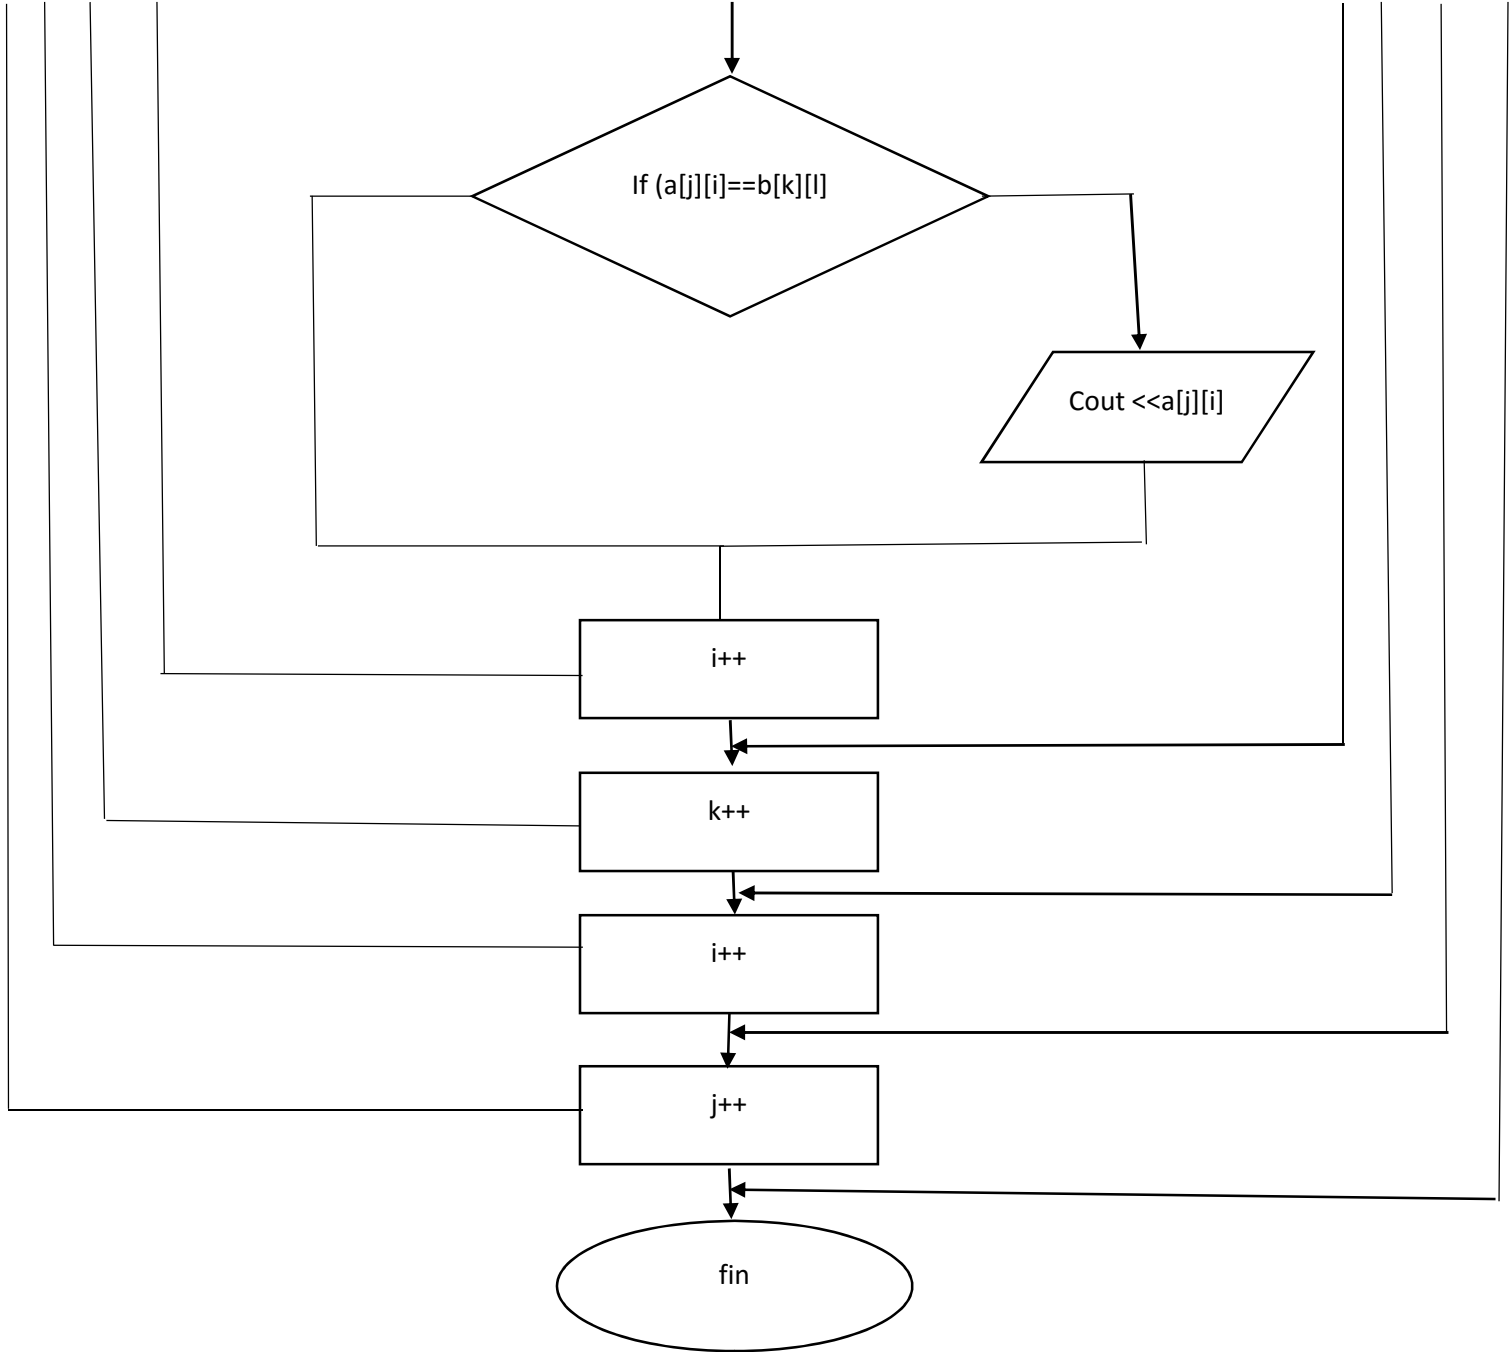 If (a[j][i]==b[k][l]
Cout <<a[j][i]
i++
k++
i++
j++
fin